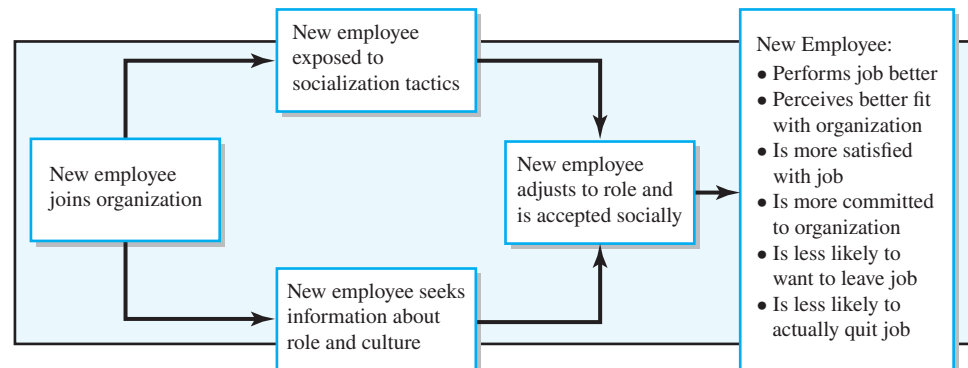 New employee
joins organization
New employee
exposed to
socialization tactics
New employee seeks
information about
role and culture
New employee
adjusts to role and
is accepted socially
New Employee:
• Performs job better
• Perceives better fit
with organization
• Is more satisfied
with job
• Is more committed
to organization
• Is less likely to
want to leave job
• Is less likely to
actually quit job